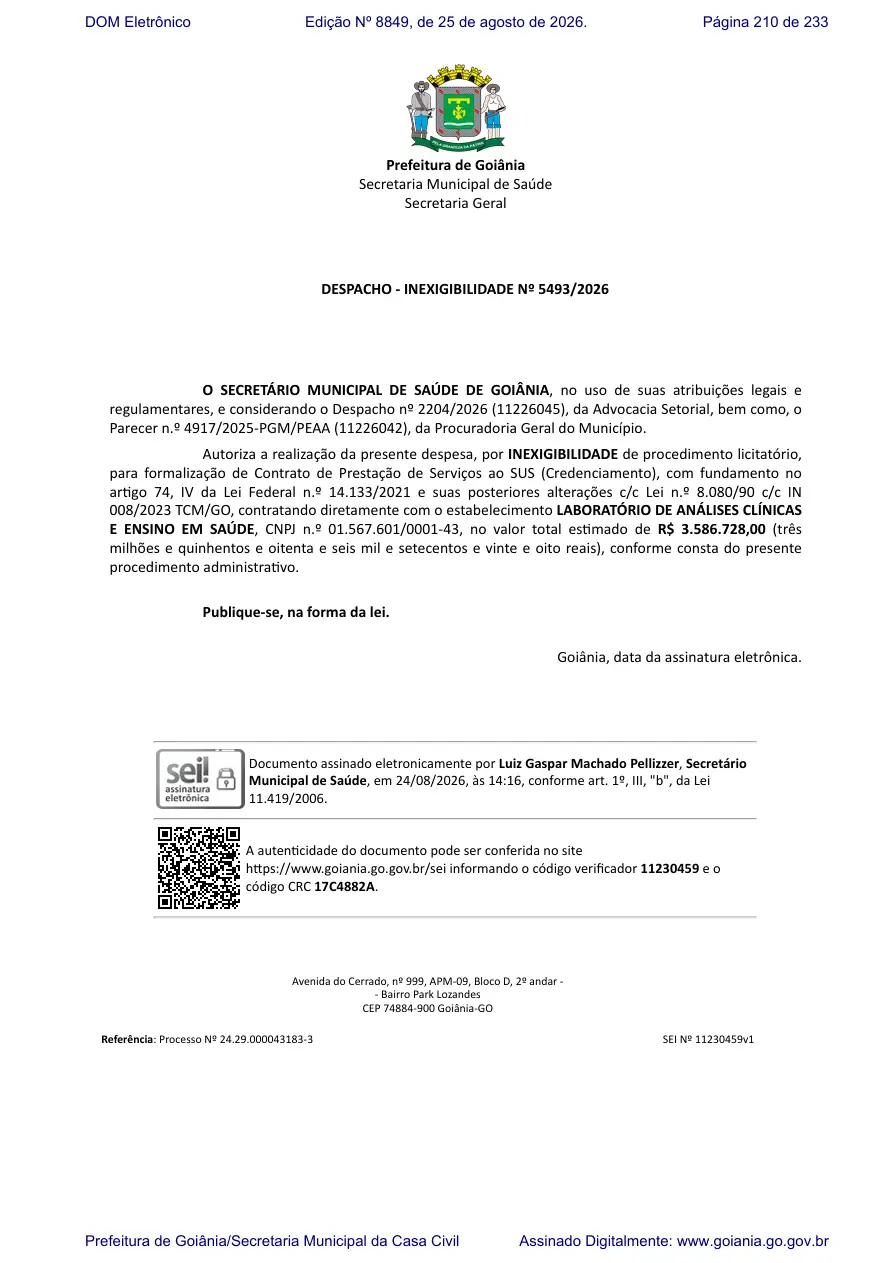 DOM Eletrônico Edição Nº 8849, de 25 de agosto de 2026. Página 210 de 233
PELA GRANDEZA DA PÁTRIA
Prefeitura de Goiânia
Secretaria Municipal de Saúde
Secretaria Geral
DESPACHO - INEXIGIBILIDADE Nº 5493/2026
O SECRETÁRIO MUNICIPAL DE SAÚDE DE GOIÂNIA, no uso de suas atribuições legais e
regulamentares, e considerando o Despacho nº 2204/2026 (11226045), da Advocacia Setorial, bem como, o
Parecer n.º 4917/2025-PGM/PEAA (11226042), da Procuradoria Geral do Município.
Autoriza a realização da presente despesa, por INEXIGIBILIDADE de procedimento licitatório,
para formalização de Contrato de Prestação de Serviços ao SUS (Credenciamento), com fundamento no
artigo 74, IV da Lei Federal n.º 14.133/2021 e suas posteriores alterações c/c Lei n.º 8.080/90 c/c IN
008/2023 TCM/GO, contratando diretamente com o estabelecimento LABORATÓRIO DE ANÁLISES CLÍNICAS
E ENSINO EM SAÚDE, CNPJ n.º 01.567.601/0001-43, no valor total estimado de R$ 3.586.728,00 (três
milhões e quinhentos e oitenta e seis mil e setecentos e vinte e oito reais), conforme consta do presente
procedimento administrativo.
Publique-se, na forma da lei.
Goiânia, data da assinatura eletrônica.
sei!
assinatura
eletrônica
Documento assinado eletronicamente por Luiz Gaspar Machado Pellizzer, Secretário
Municipal de Saúde, em 24/08/2026, às 14:16, conforme art. 1º, III, "b", da Lei
11.419/2006.
A autenticidade do documento pode ser conferida no site
https://www.goiania.go.gov.br/sei informando o código verificador 11230459 e o
código CRC 17C4882A.
Avenida do Cerrado, nº 999, APM-09, Bloco D, 2º andar -
- Bairro Park Lozandes
CEP 74884-900 Goiânia-GO
Referência: Processo Nº 24.29.000043183-3 SEI Nº 11230459v1
Prefeitura de Goiânia/Secretaria Municipal da Casa Civil Assinado Digitalmente: www.goiania.go.gov.br